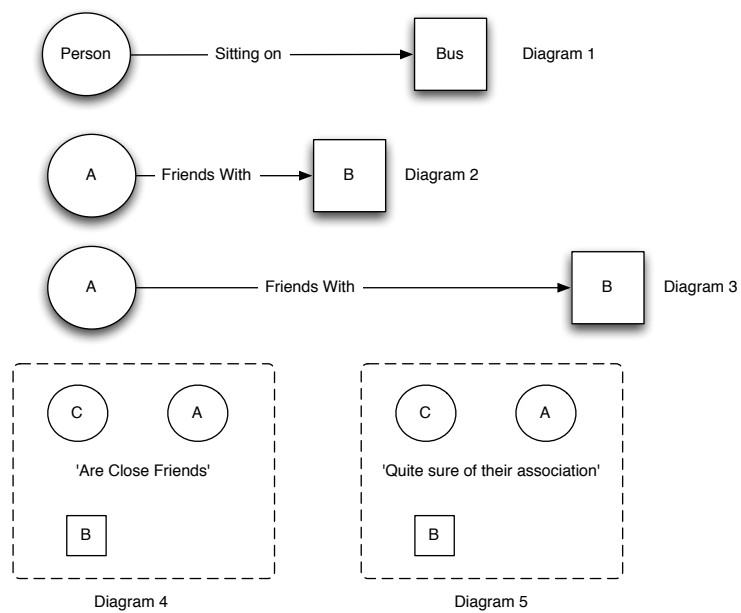 Person Sitting on Bus Diagram 1
A Friends With B Diagram 2
A Friends With B Diagram 3
C A
'Are Close Friends'
B
Diagram 4
C A
'Quite sure of their association'
B
Diagram 5